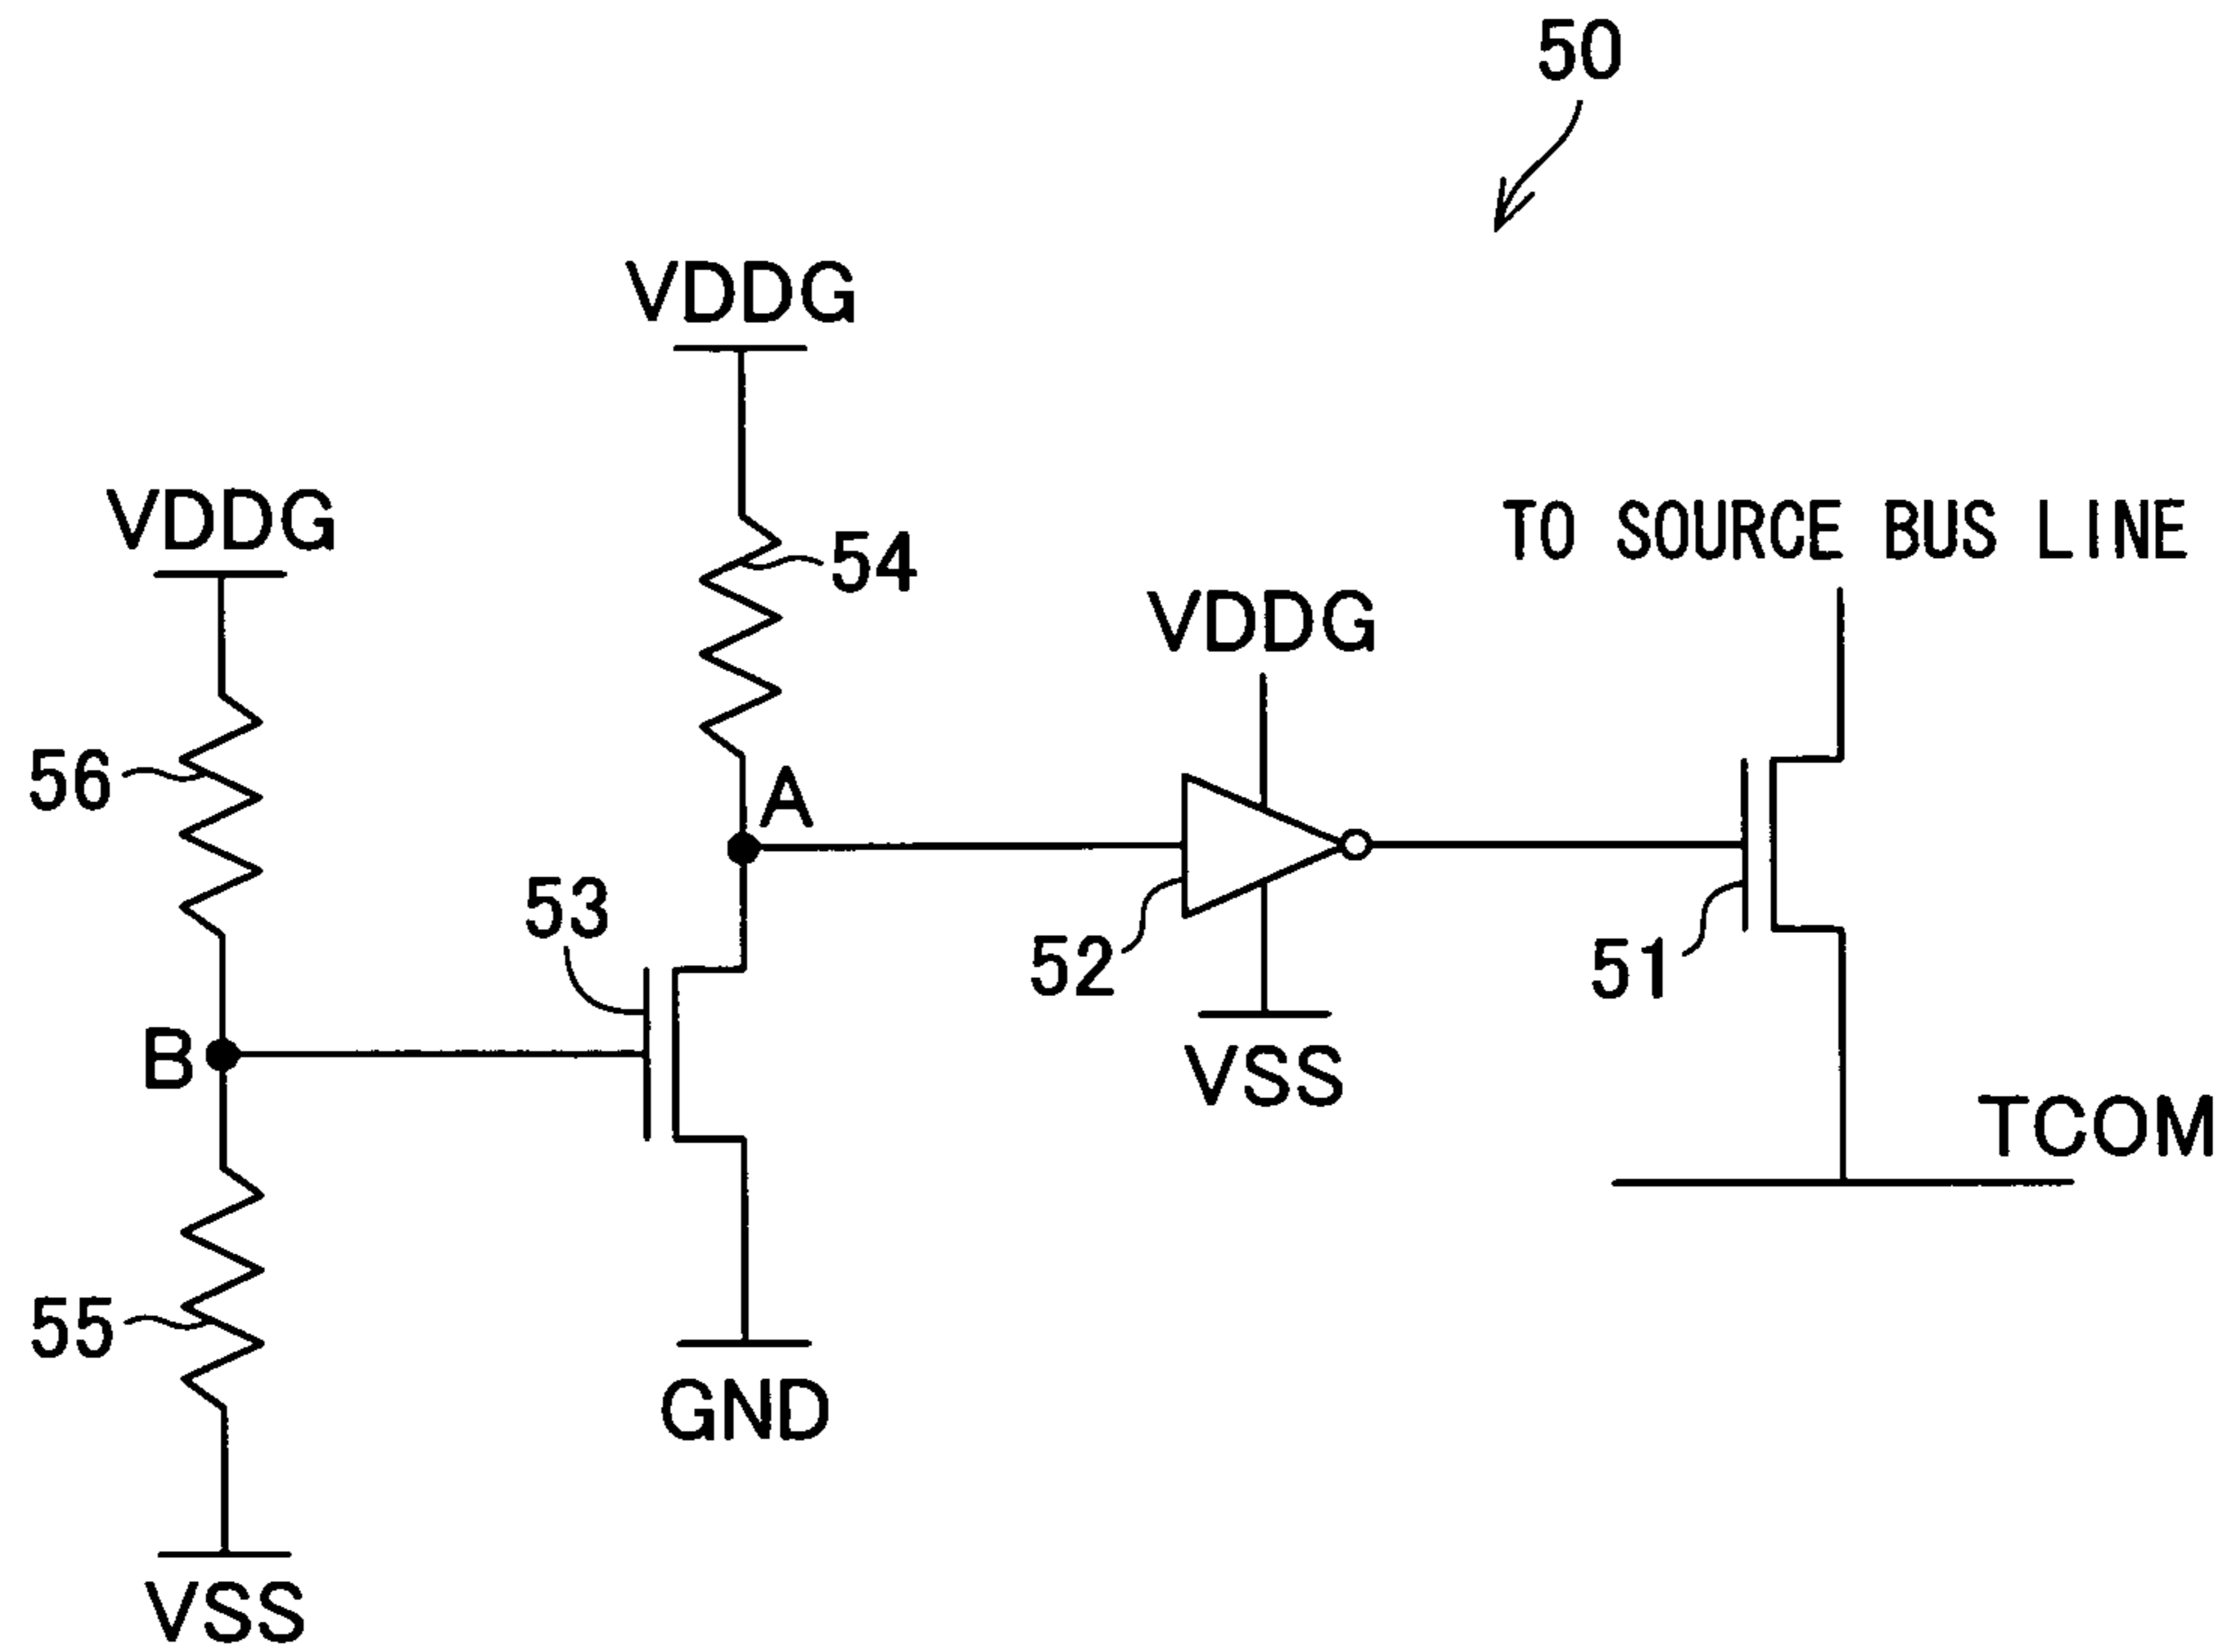 50
VDDG
VDDG
54
TO SOURCE BUS LINE
VDDG
56
A
53
52
51
B
VSS
TCOM
55
GND
VSS